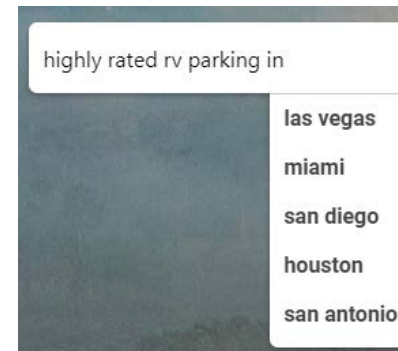 highly rated rv parking in
las vegas
miami
san diego
houston
san antonio